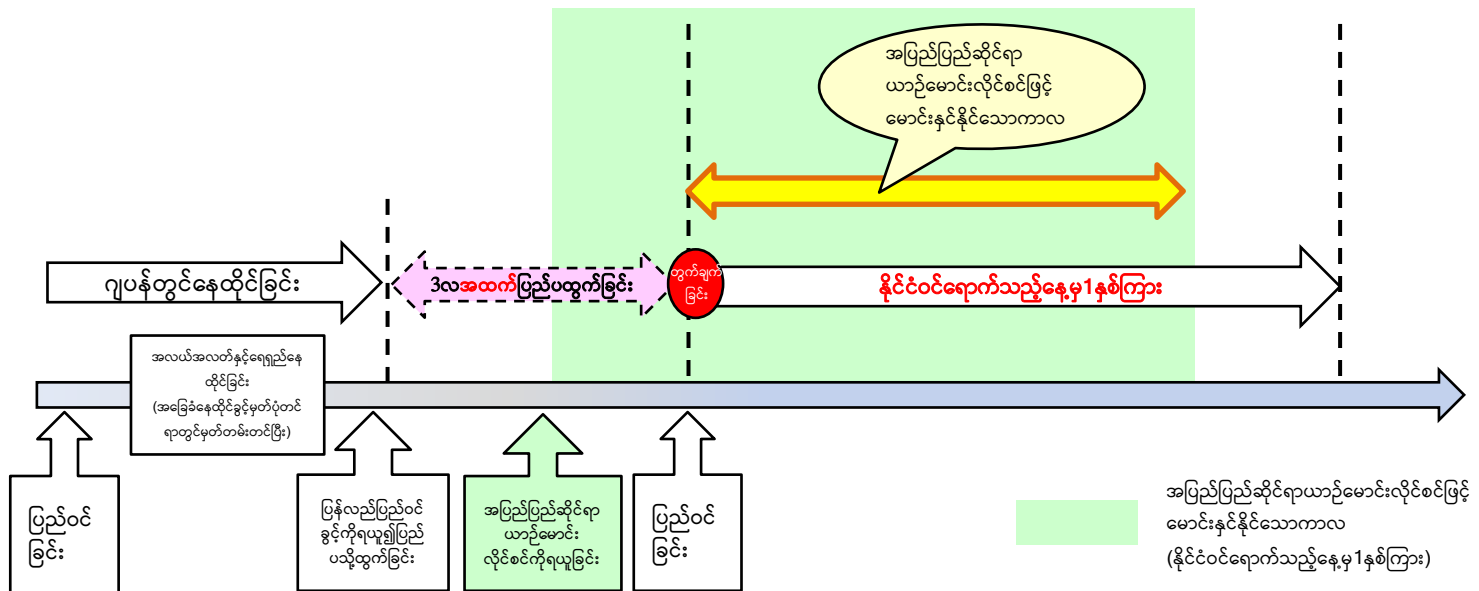 အပြည်ပြည်ဆိုင်ရာ
ယာဉ်မောင်းလိုင်စင်ဖြင့်
မောင်းနှင်နိုင်သောကာလ
ဂျပန်တွင်နေထိုင်ခြင်း
3လအထက်ပြည်ပထွက်ခြင်း
တွက်ချက်
ခြင်း
နိုင်ငံဝင်ရောက်သည့်နေ့မှ1နှစ်ကြား
အလယ်အလတ်နှင့်ရေရှည်နေ
ထိုင်ခြင်း
(အခြေခံနေထိုင်ခွင့်မှတ်ပုံတင်
ရာတွင်မှတ်တမ်းတင်ပြီး)
ပြည်ဝင်
ခြင်း
ပြန်လည်ပြည်ဝင်
ခွင့်ကိုရယူ၍ပြည်
ပသို့ထွက်ခြင်း
အပြည်ပြည်ဆိုင်ရာ
ယာဉ်မောင်း
လိုင်စင်ကိုရယူခြင်း
ပြည်ဝင်
ခြင်း
အပြည်ပြည်ဆိုင်ရာယာဉ်မောင်းလိုင်စင်ဖြင့်
မောင်းနှင်နိုင်သောကာလ
(နိုင်ငံဝင်ရောက်သည့်နေ့မှ1နှစ်ကြား)